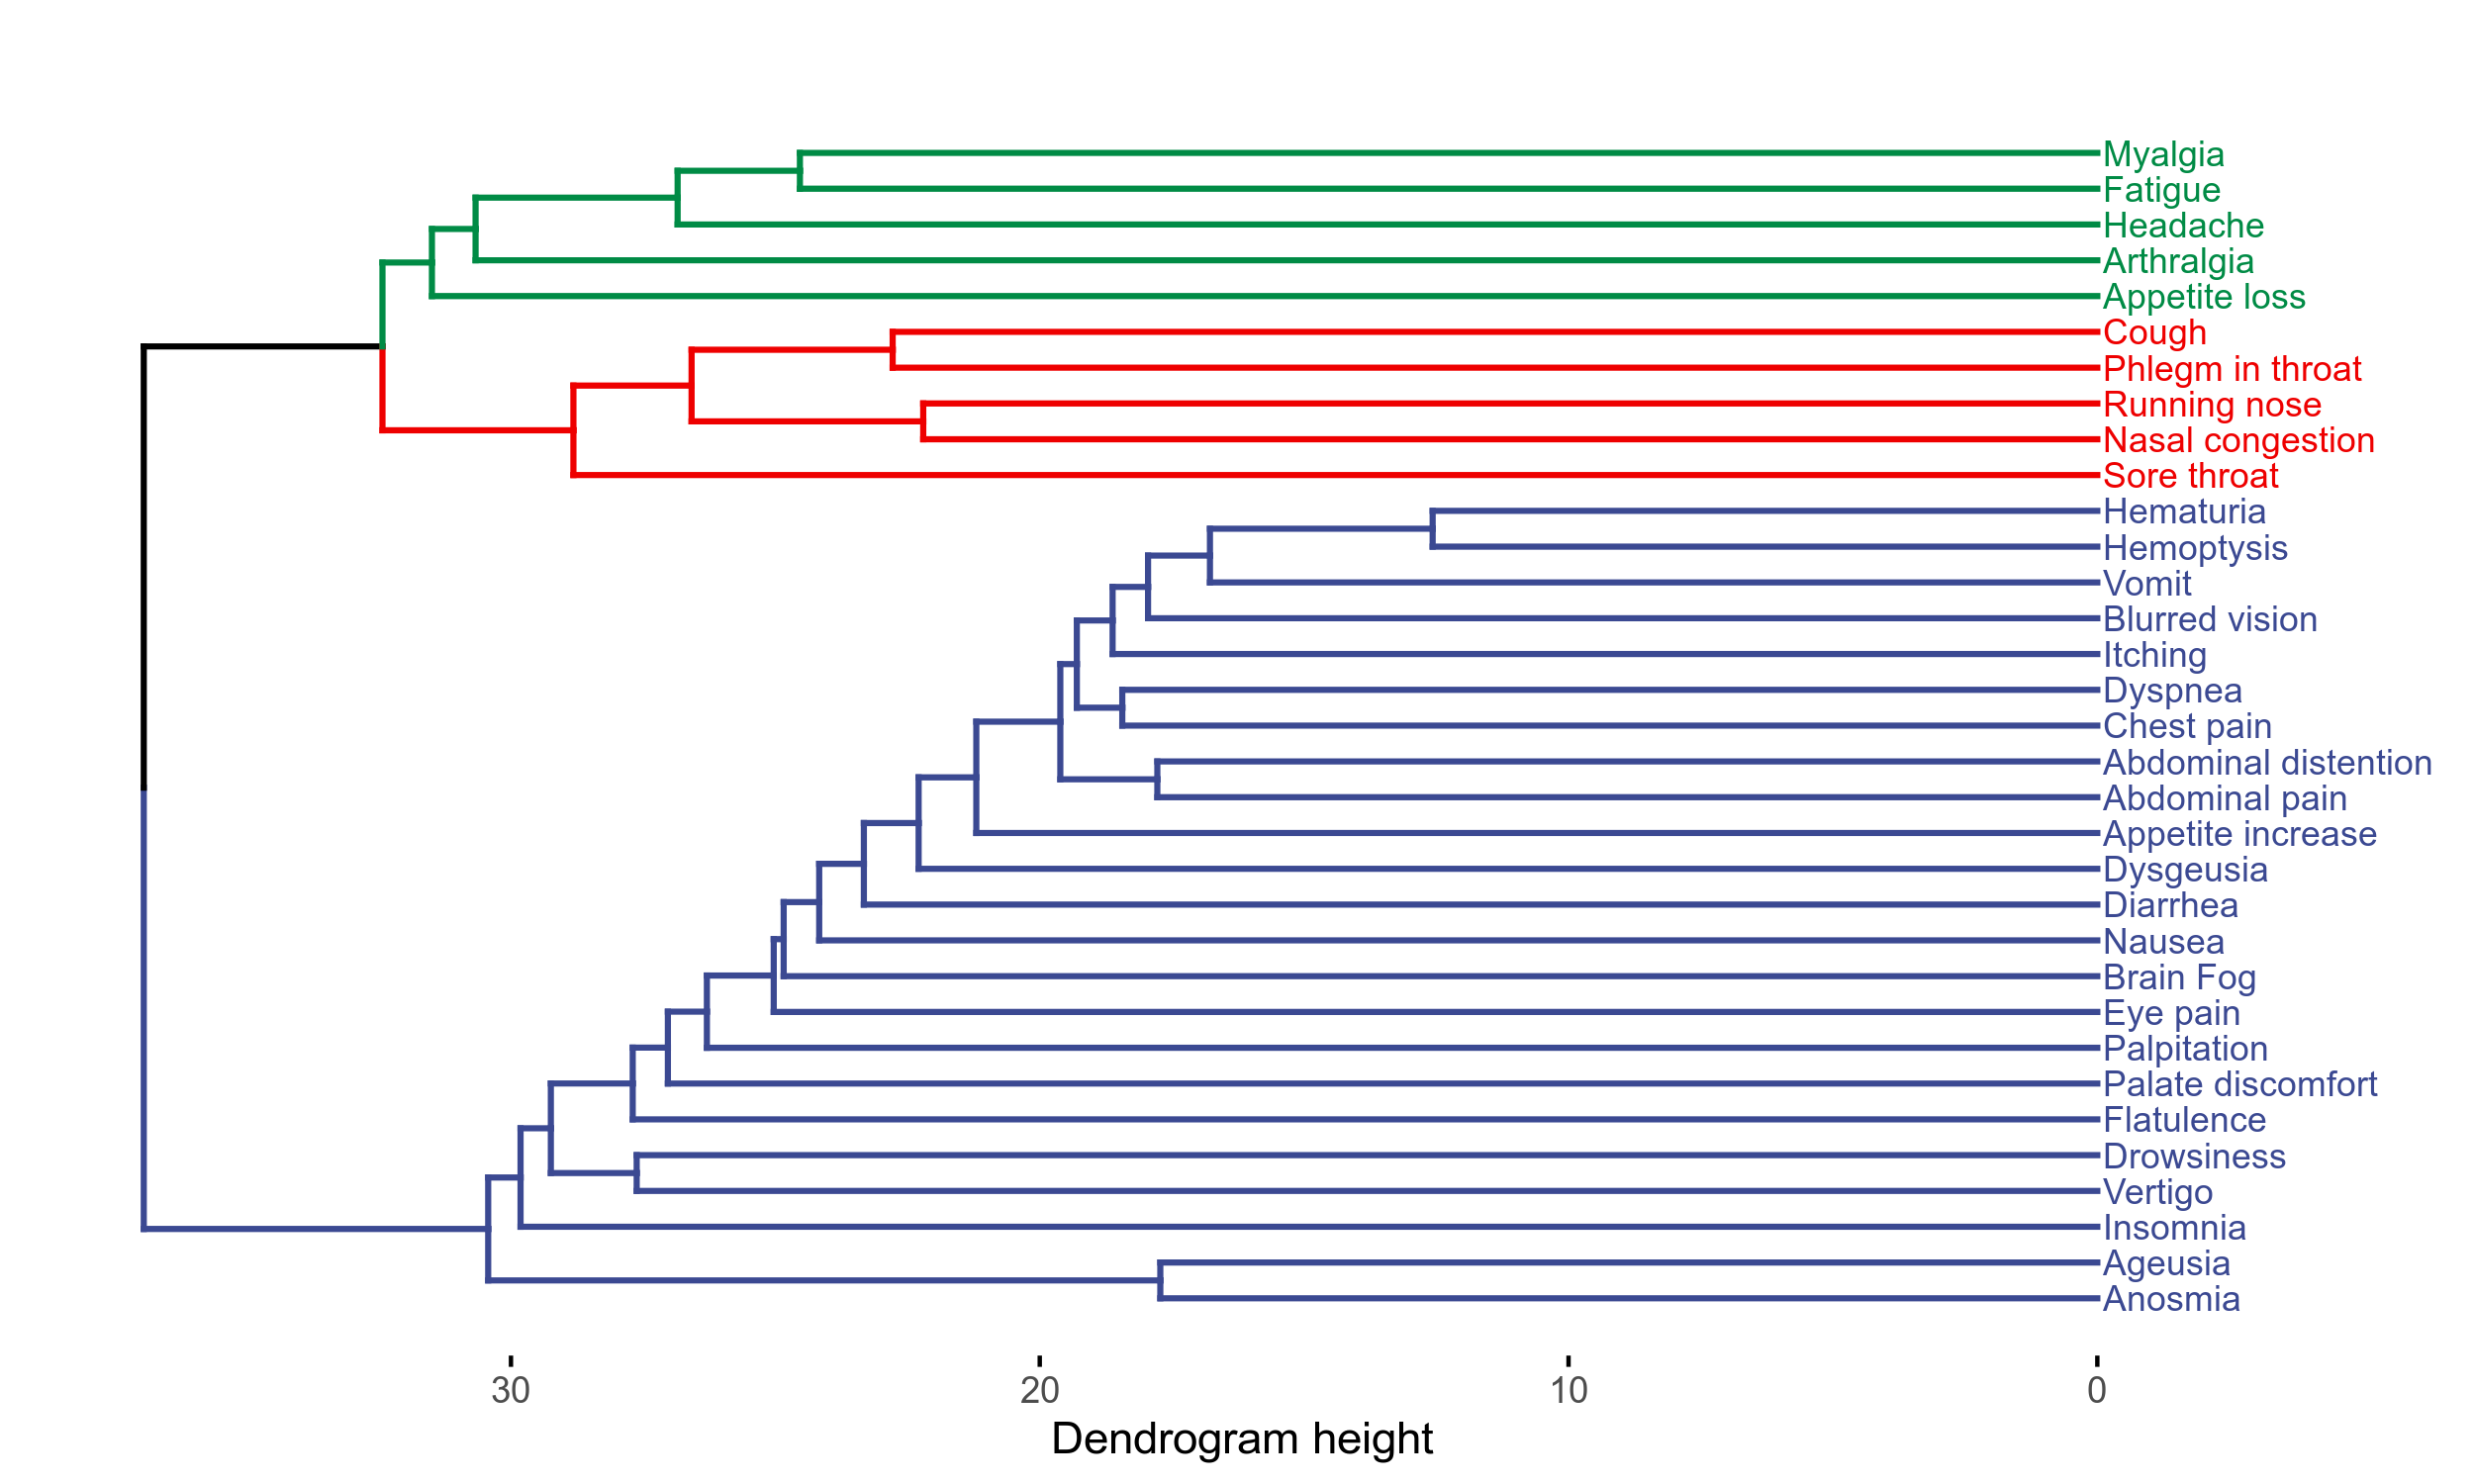 Myalgia
Fatigue
Headache
Arthralgia
Appetite loss
Cough
Phlegm in throat
Running nose
Nasal congestion
Sore throat
Hematuria
Hemoptysis
Vomit
Blurred vision
Itching
Dyspnea
Chest pain
Abdominal distention
Abdominal pain
Appetite increase
Dysgeusia
Diarrhea
Nausea
Brain Fog
Eye pain
Palpitation
Palate discomfort
Flatulence
Drowsiness
Vertigo
Insomnia
Ageusia
Anosmia
30 20 10 0
Dendrogram height